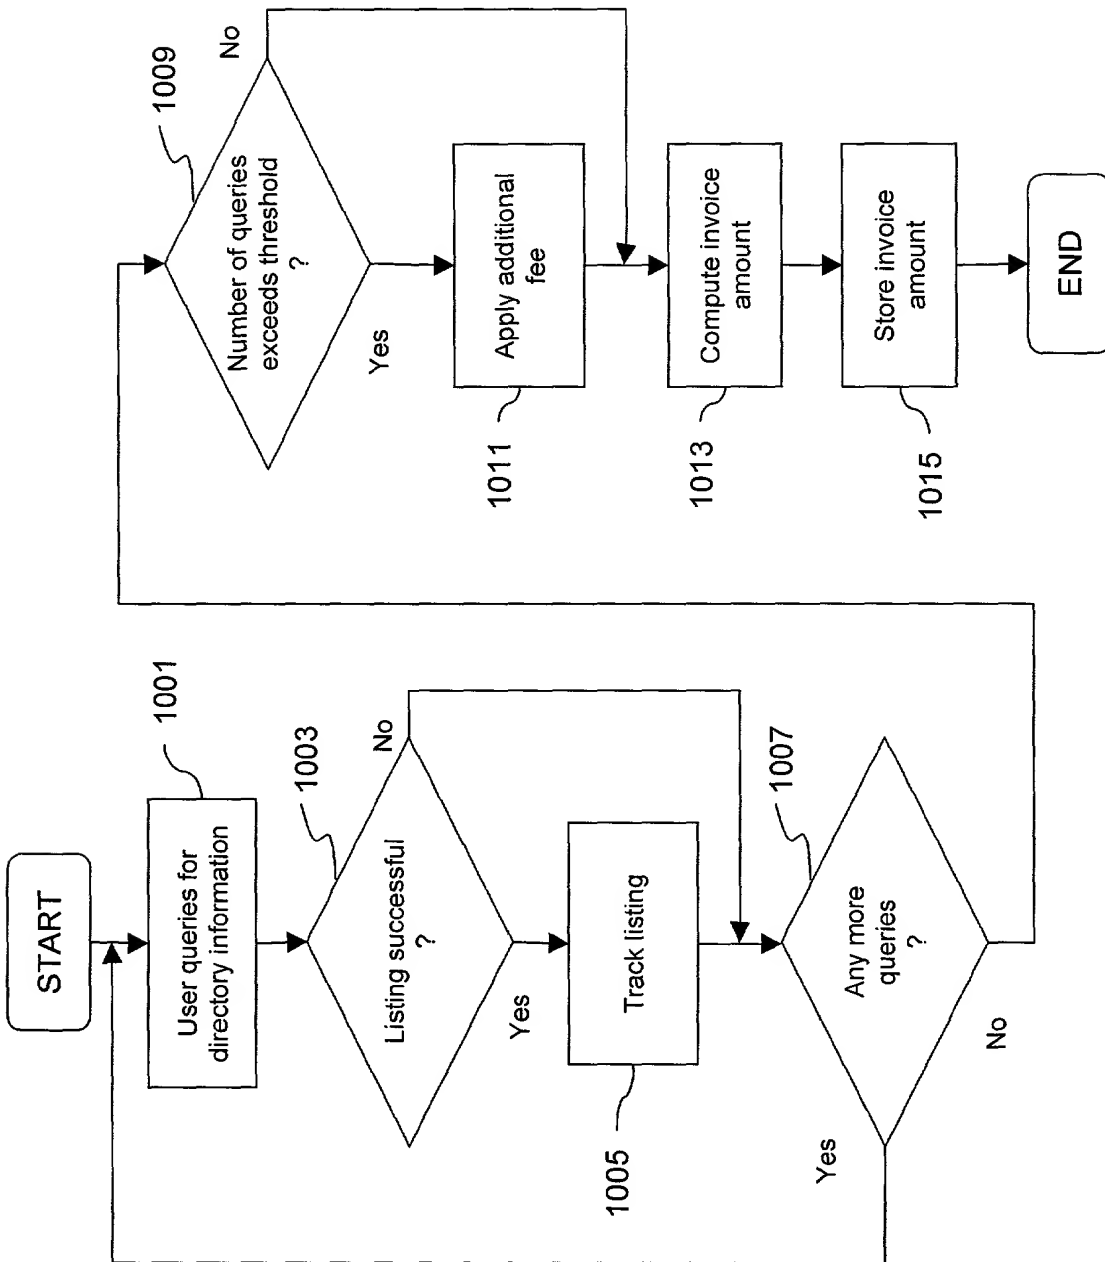 START
1001
User queries for
directory information
1003
Listing successful
?
No
Yes
Track listing
1005
1007
Any more
queries
?
Yes
No
1009
Number of queries
exceeds threshold
?
No
Yes
Apply additional
fee
1011
Compute invoice
amount
1013
Store invoice
amount
1015
END